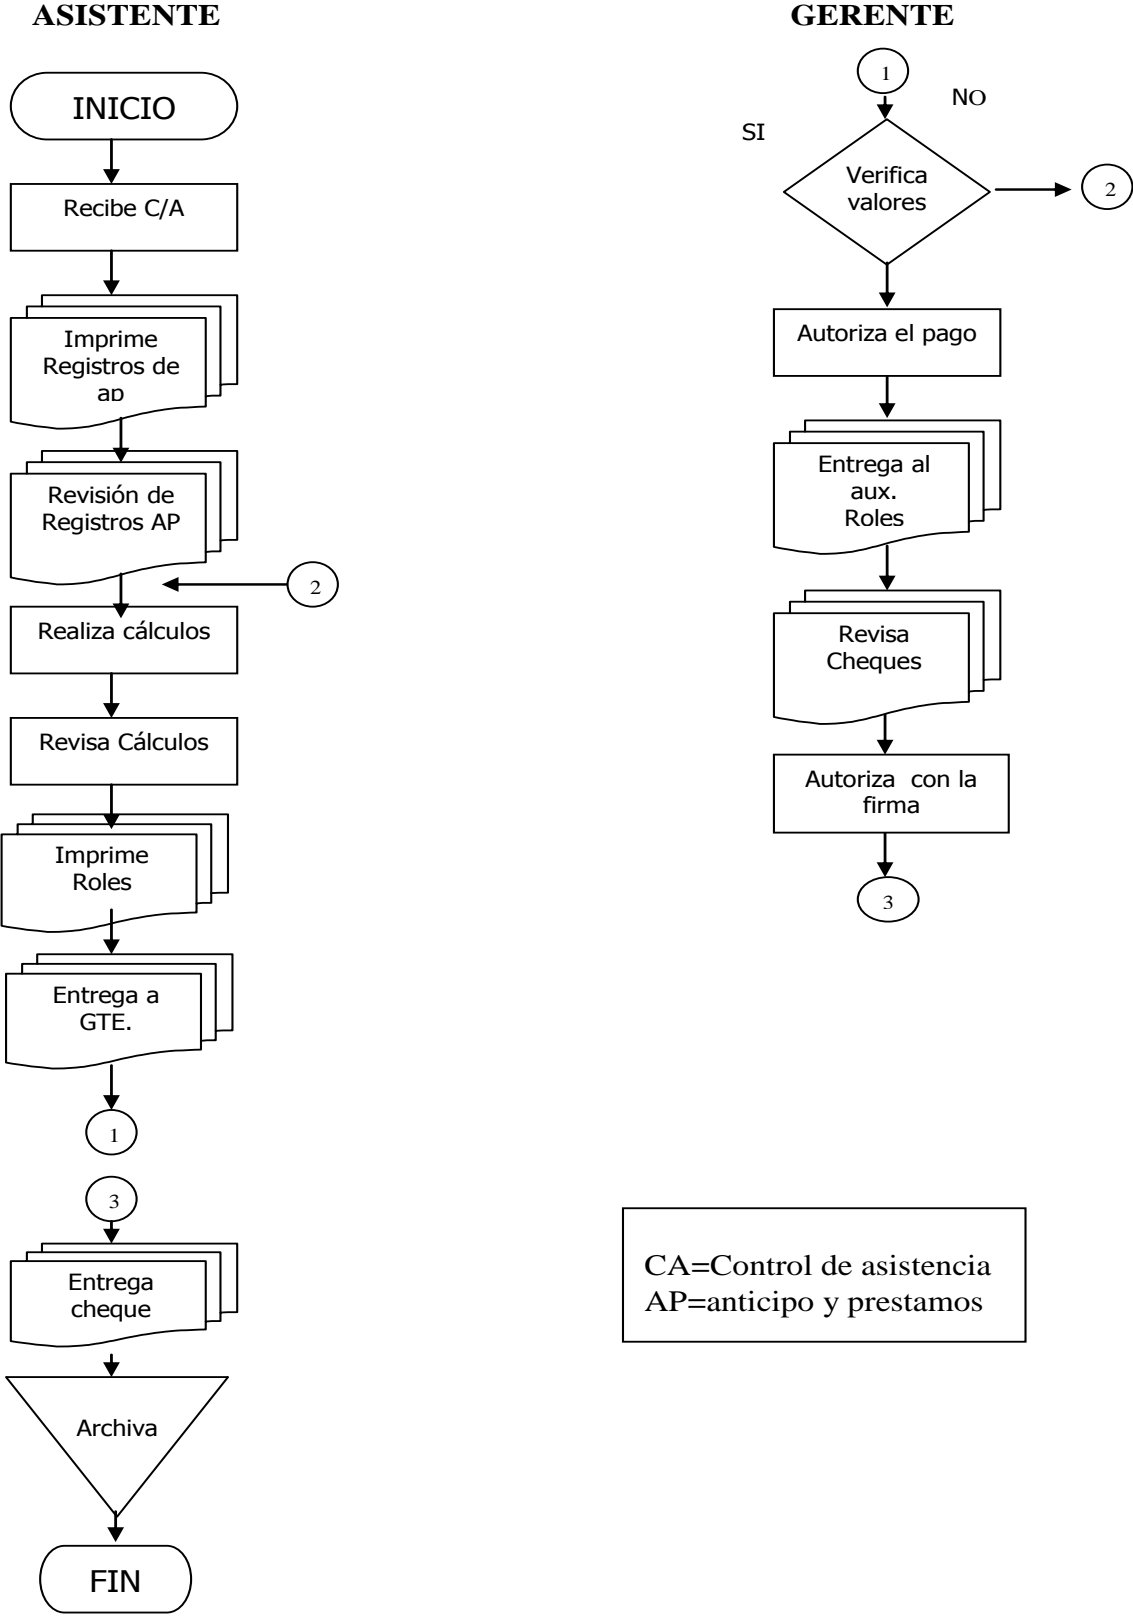 ASISTENTE
INICIO
Recibe C/A
Imprime
Registros de
ap
Revisión de
Registros AP
2
Realiza cálculos
Revisa Cálculos
Imprime
Roles
Entrega a
GTE.
1
3
Entrega
cheque
Archiva
FIN
GERENTE
1
NO
SI
Verifica
valores
2
Autoriza el pago
Entrega al
aux.
Roles
Revisa
Cheques
Autoriza con la
firma
3
CA=Control de asistencia
AP=anticipo y prestamos